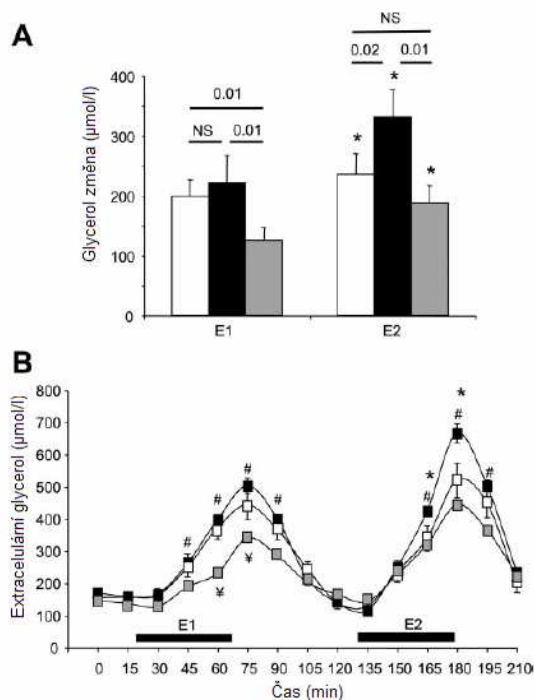 A
NS
0.02 0.01
*
0.01
NS 0.01
* *
Glycerol změna (µmol/l)
400
300
200
100
0
E1 E2
B
Extracelulární glycerol (µmol/l)
800
700
600
500
400
300
200
100
0
*
#
# # #
* #
# #
¥
¥
E1 E2
0 15 30 45 60 75 90 105 120 135 150 165 180 195 210
Čas (min)